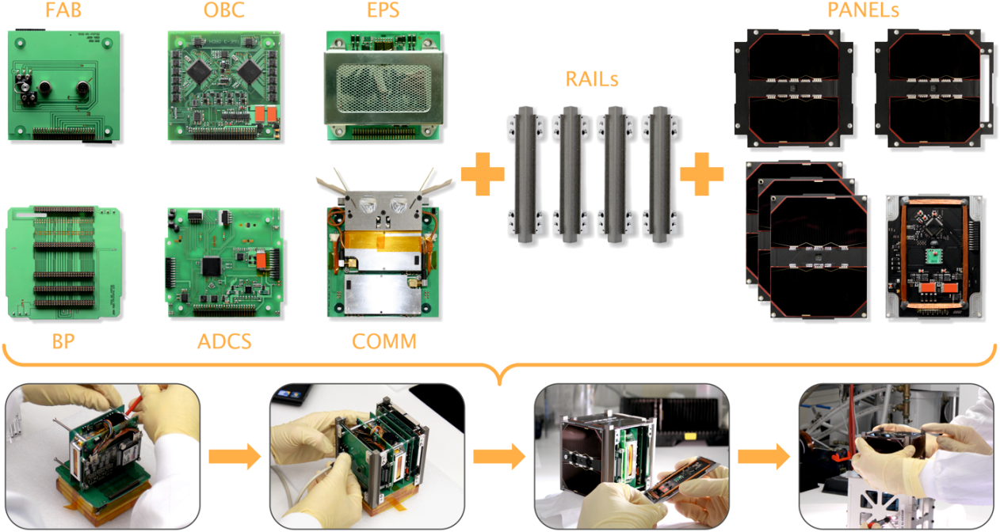 FAB
OBC
EPS
PANELs
RAILs
BP
ADCS
COMM